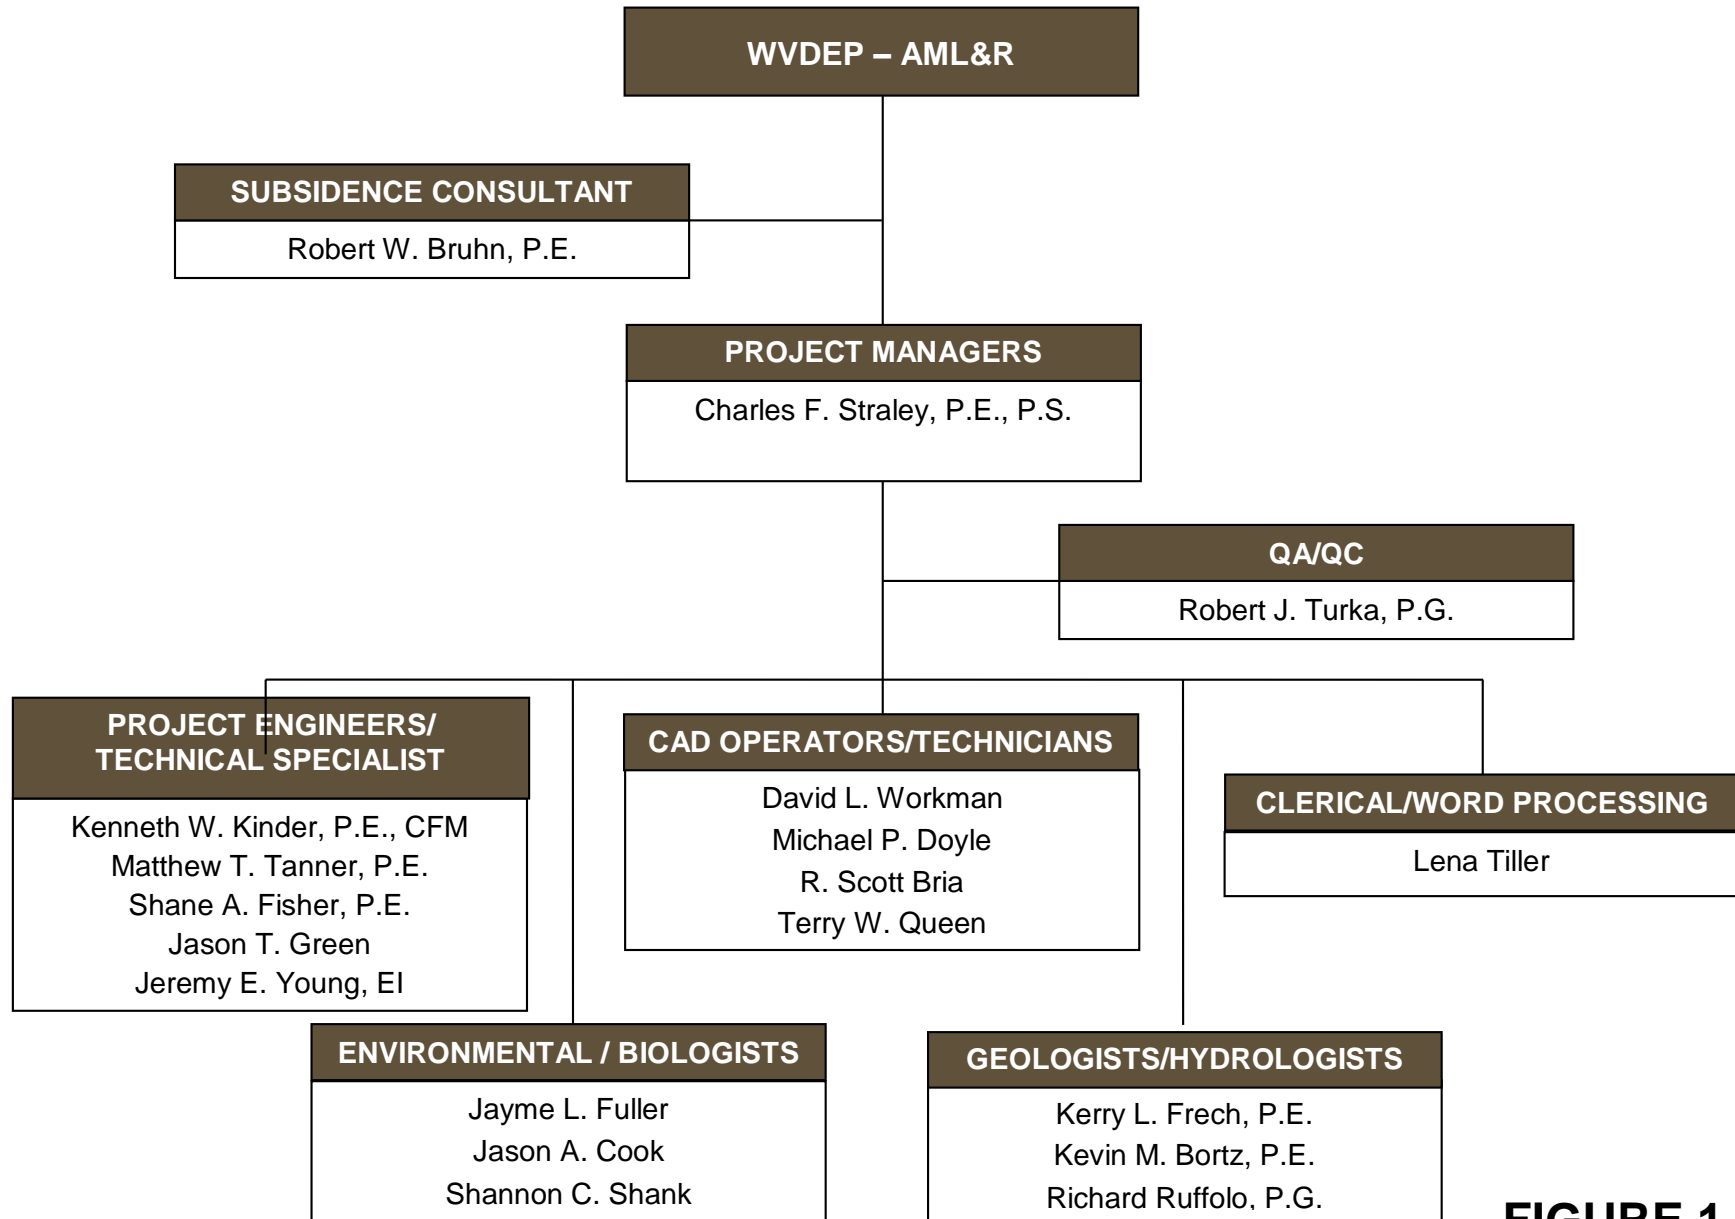 WVDEP – AML&R
SUBSIDENCE CONSULTANT
Robert W. Bruhn, P.E.
PROJECT MANAGERS
Charles F. Straley, P.E., P.S.
QA/QC
Robert J. Turka, P.G.
PROJECT ENGINEERS/
TECHNICAL SPECIALIST
Kenneth W. Kinder, P.E., CFM
Matthew T. Tanner, P.E.
Shane A. Fisher, P.E.
Jason T. Green
Jeremy E. Young, EI
CAD OPERATORS/TECHNICIANS
David L. Workman
Michael P. Doyle
R. Scott Bria
Terry W. Queen
CLERICAL/WORD PROCESSING
Lena Tiller
ENVIRONMENTAL / BIOLOGISTS
Jayme L. Fuller
Jason A. Cook
Shannon C. Shank
GEOLOGISTS/HYDROLOGISTS
Kerry L. Frech, P.E.
Kevin M. Bortz, P.E.
Richard Ruffolo, P.G.
FIGURE 1